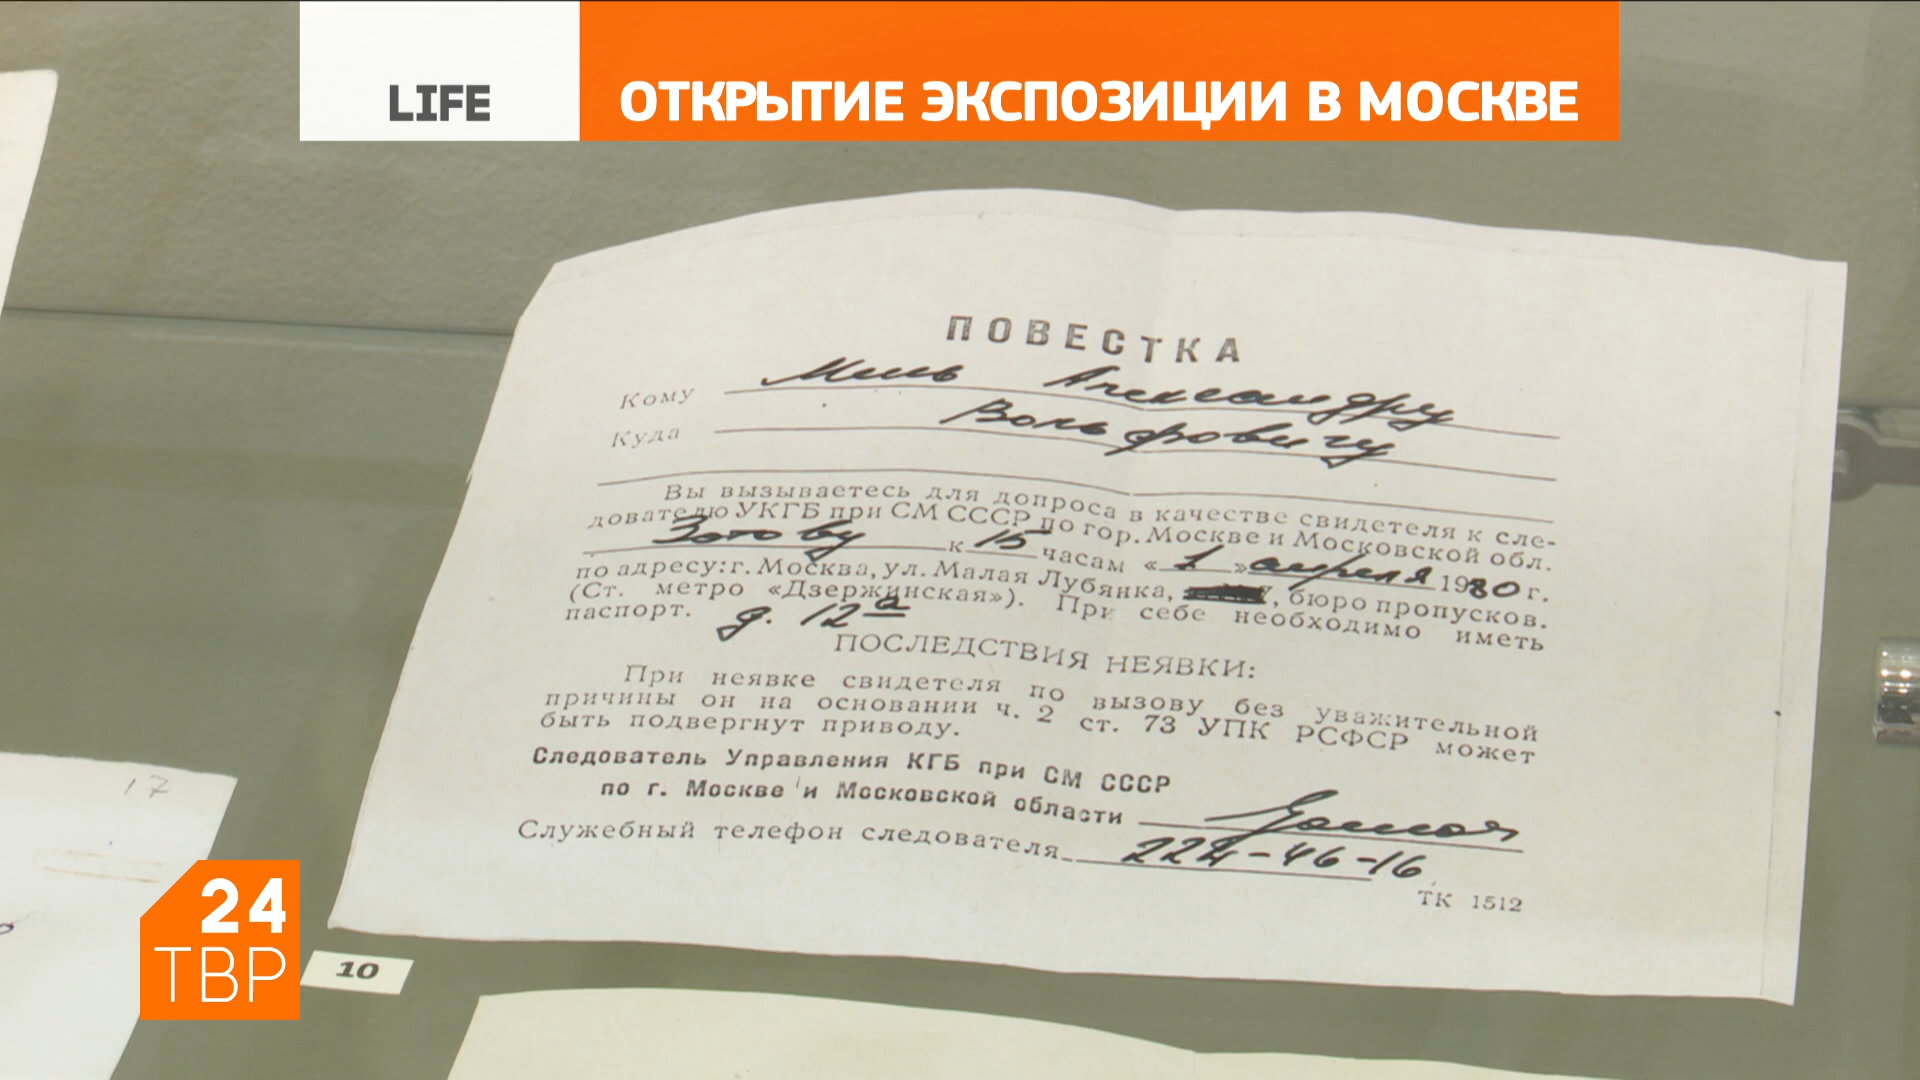 LIFE
ОТКРЫТИЕ ЭКСПОЗИЦИИ В МОСКВЕ
ПОВЕСТКА
Кому Мень Александру
Куда Вольфовичу
Вы вызываетесь для допроса в качестве свидетеля к сле-
дователю УКГБ при СМ СССР по гор. Москве и Московской обл.
Зотову к 15 часам «1» апреля 1980 г.
по адресу: г. Москва, ул. Малая Лубянка, , бюро пропусков.
(Ст. метро «Дзержинская»). При себе необходимо иметь
паспорт. д. 12а
ПОСЛЕДСТВИЯ НЕЯВКИ:
При неявке свидетеля по вызову без уважительной
причины он на основании ч. 2 ст. 73 УПК РСФСР может
быть подвергнут приводу.
Следователь Управления КГБ при СМ СССР
по г. Москве и Московской области
Служебный телефон следователя 224-46-16
ТК 1512
17
10
24
ТВР